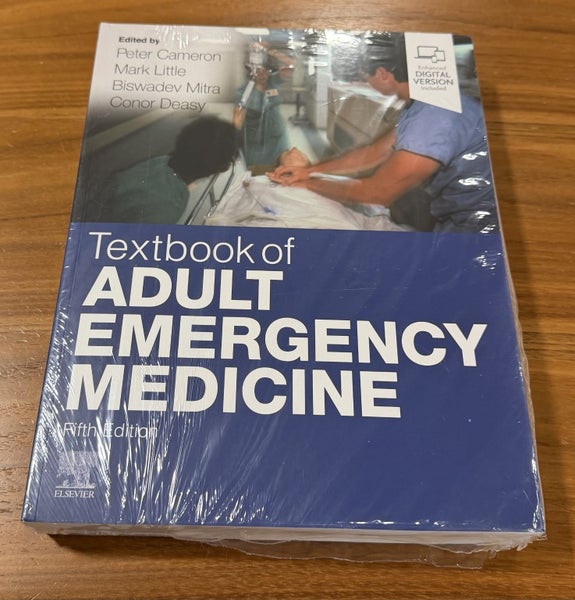 Edited by
Peter Cameron
Mark Little
Biswadev Mitra
Conor Deasy
Enhanced
DIGITAL
VERSION
Included
Textbook of
ADULT
EMERGENCY
MEDICINE
Fifth Edition
ELSEVIER